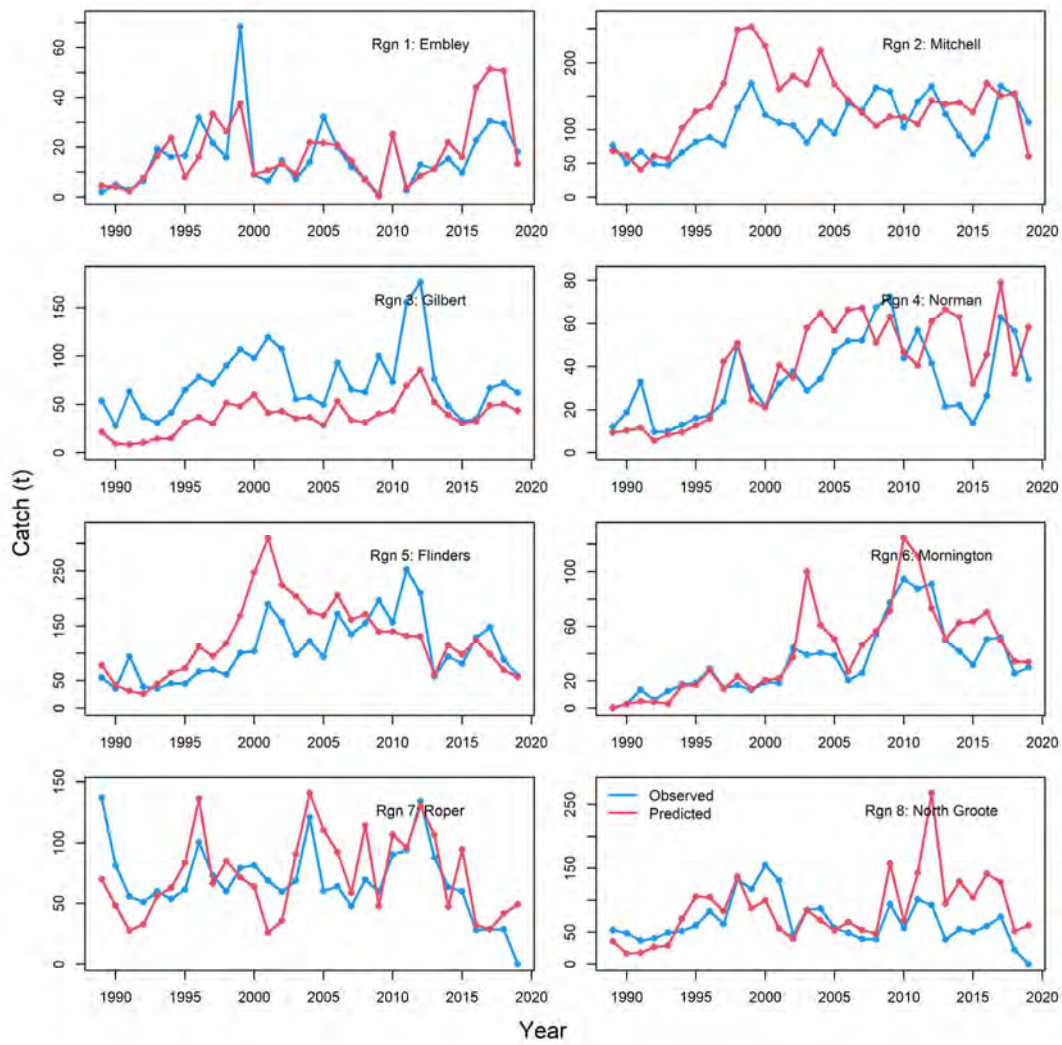 Rgn 1: Embley
60
40
20
0
1990 1995 2000 2005 2010 2015 2020
Rgn 2: Mitchell
200
100
50
0
1990 1995 2000 2005 2010 2015 2020
Rgn 3: Gilbert
150
100
50
0
1990 1995 2000 2005 2010 2015 2020
Rgn 4: Norman
80
60
40
20
0
1990 1995 2000 2005 2010 2015 2020
Catch (t)
Rgn 5: Flinders
250
150
50
0
1990 1995 2000 2005 2010 2015 2020
Rgn 6: Mornington
100
60
20
0
1990 1995 2000 2005 2010 2015 2020
Rgn 7: Roper
150
100
50
0
1990 1995 2000 2005 2010 2015 2020
Observed
Predicted
Rgn 8: North Groote
250
150
50
0
1990 1995 2000 2005 2010 2015 2020
Year